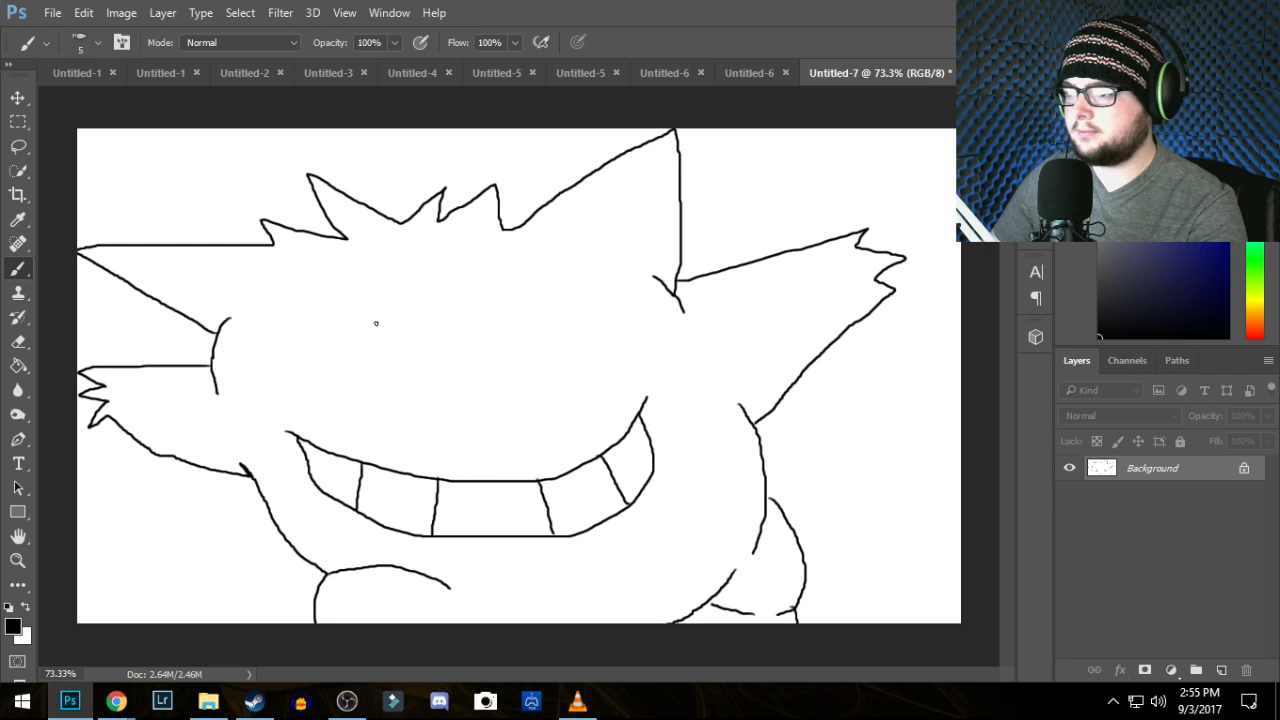 Ps File Edit Image Layer Type Select Filter 3D View Window Help
5 Mode: Normal Opacity: 100% Flow: 100%
Untitled-1 × Untitled-1 × Untitled-2 × Untitled-3 × Untitled-4 × Untitled-5 × Untitled-5 × Untitled-6 × Untitled-6 × Untitled-7 @ 73.3% (RGB/8) *
A
Layers Channels Paths
Kind
Normal Opacity: 100%
Lock: Fill: 100%
Background
T
73.33% Doc: 2.64M/2.46M
Ps Lr 2:55 PM
9/3/2017